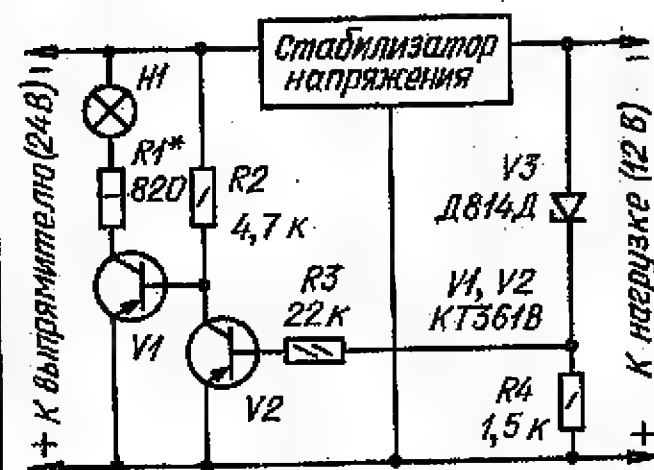 Стабилизатор
напряжения
К выпрямителю (24 В)
−
+
H1
R1*
820
R2
4,7 к
V1
V2
R3
22 к
V1, V2
КТ361В
V3
Д814Д
R4
1,5 к
К нагрузке (12 В)
−
+